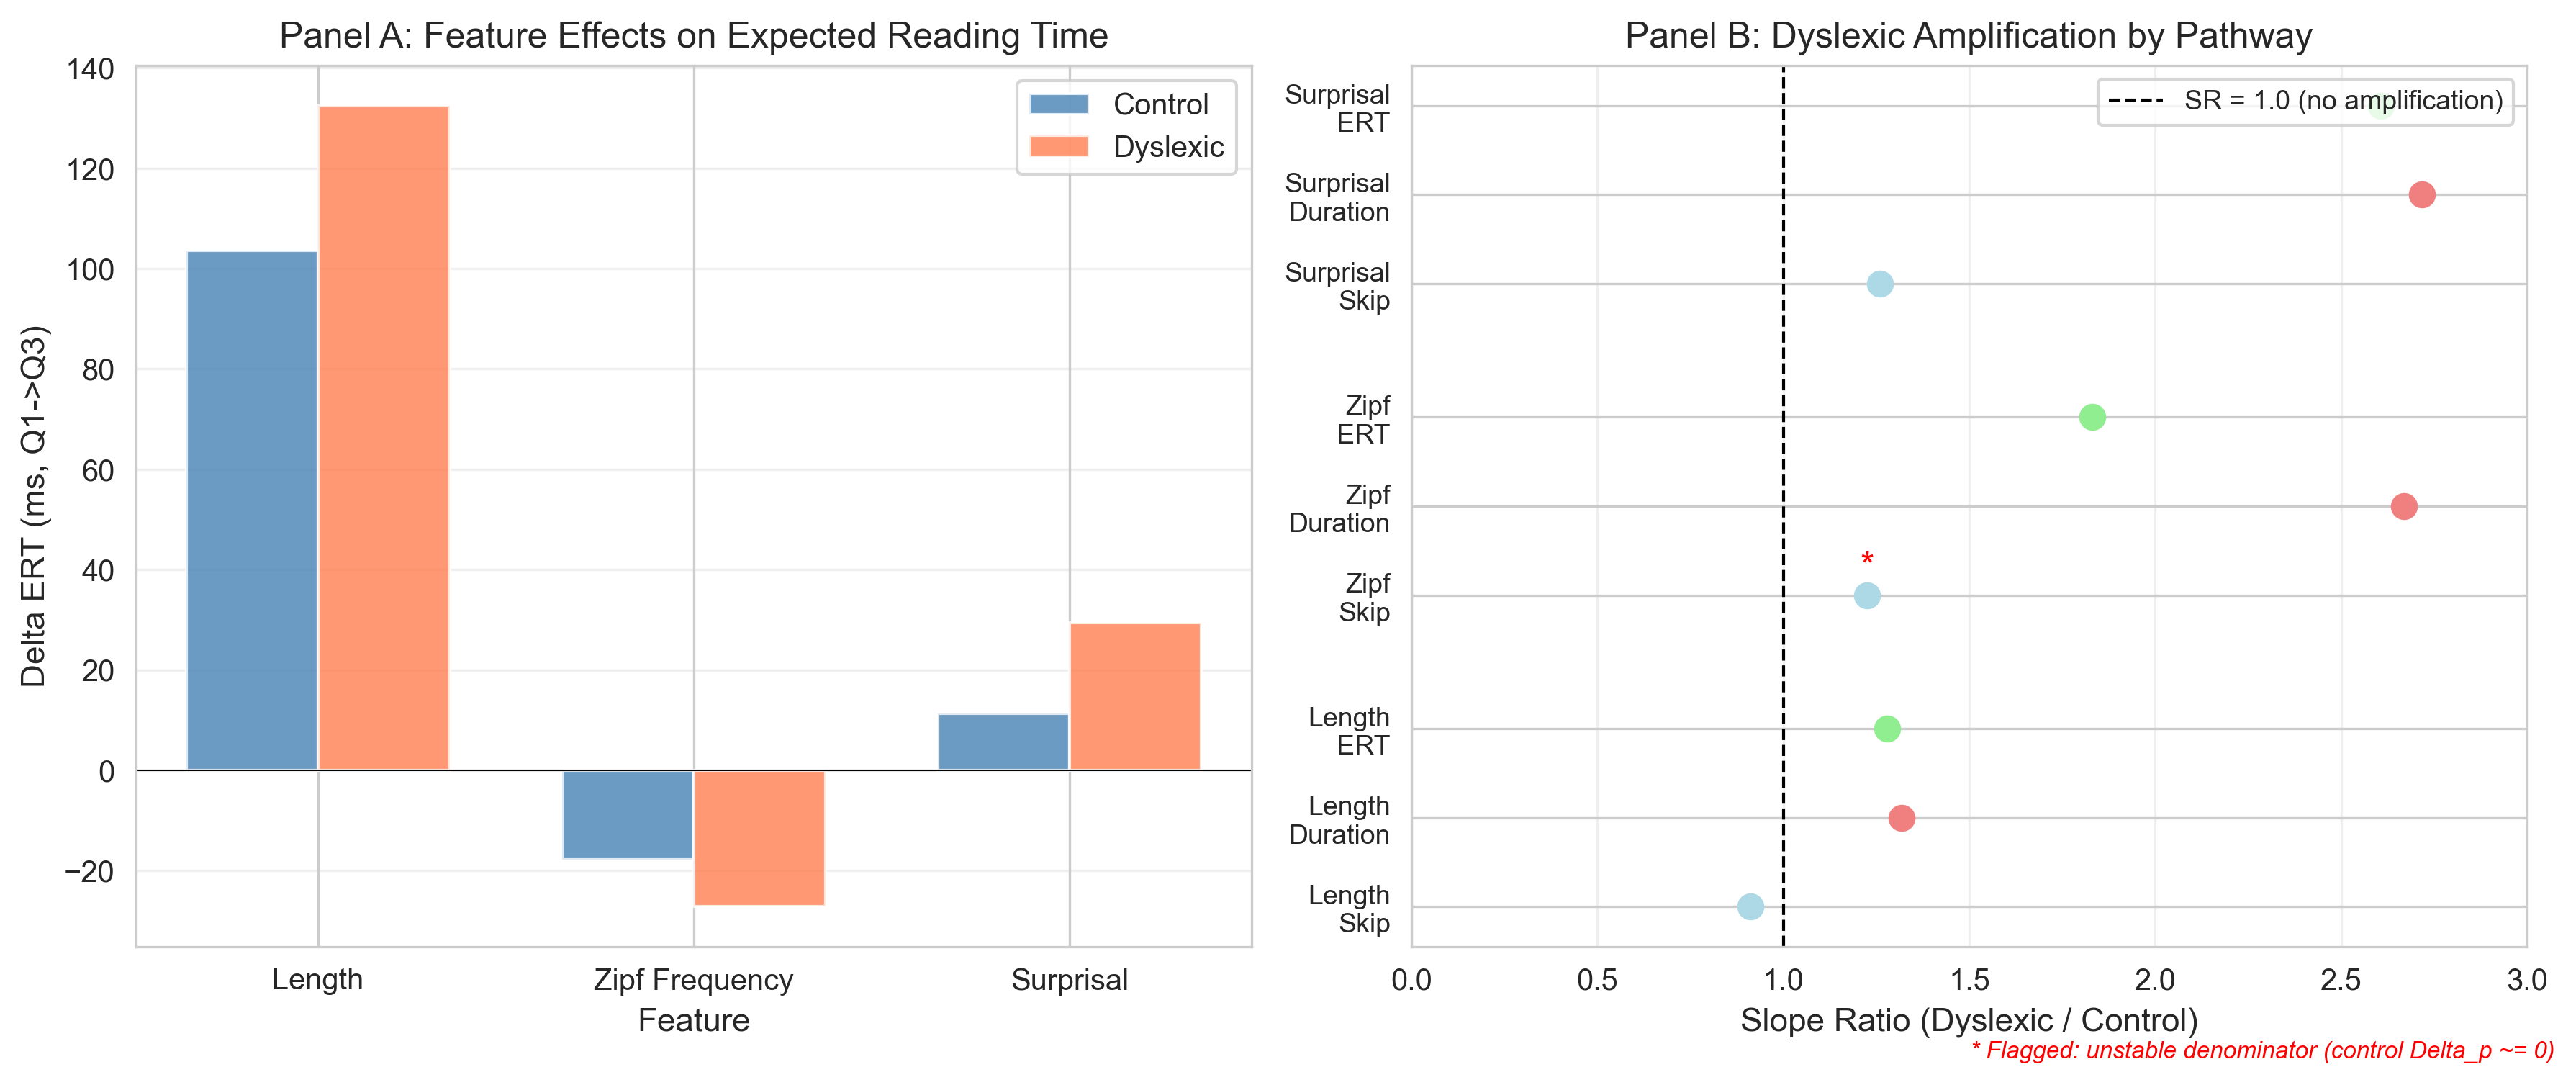 Panel A: Feature Effects on Expected Reading Time
140
120
100
80
60
40
20
0
−20
Delta ERT (ms, Q1->Q3)
Control
Dyslexic
Length
Zipf Frequency
Surprisal
Feature
Panel B: Dyslexic Amplification by Pathway
SR = 1.0 (no amplification)
Surprisal
ERT
Surprisal
Duration
Surprisal
Skip
Zipf
ERT
Zipf
Duration
*
Zipf
Skip
Length
ERT
Length
Duration
Length
Skip
0.0
0.5
1.0
1.5
2.0
2.5
3.0
Slope Ratio (Dyslexic / Control)
* Flagged: unstable denominator (control Delta_p ~= 0)